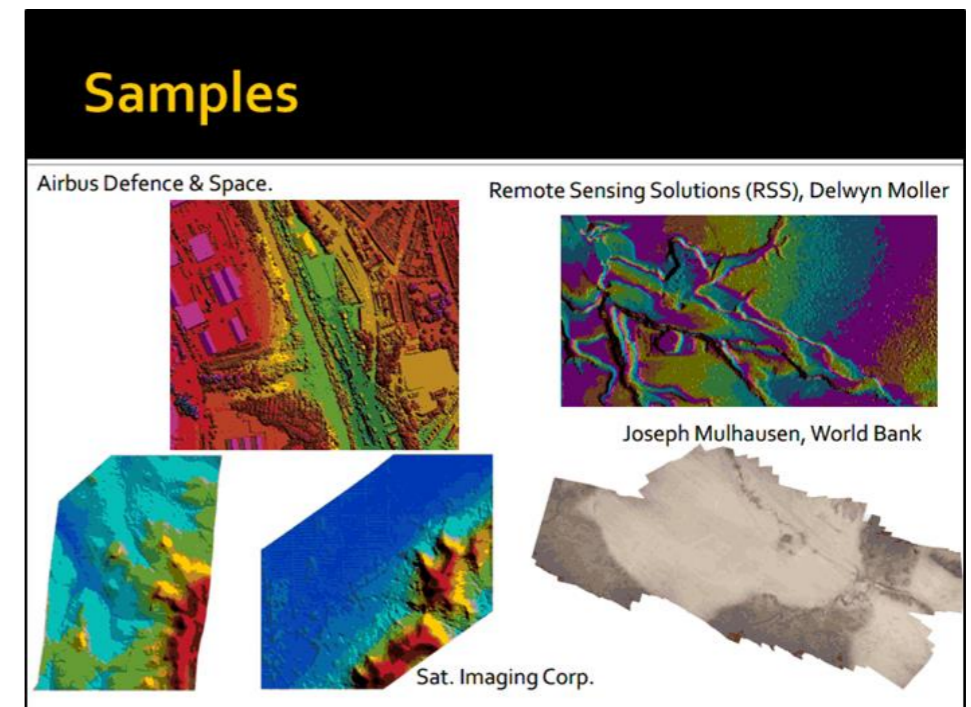 Samples
Airbus Defence & Space.
Remote Sensing Solutions (RSS), Delwyn Moller
Joseph Mulhausen, World Bank
Sat. Imaging Corp.